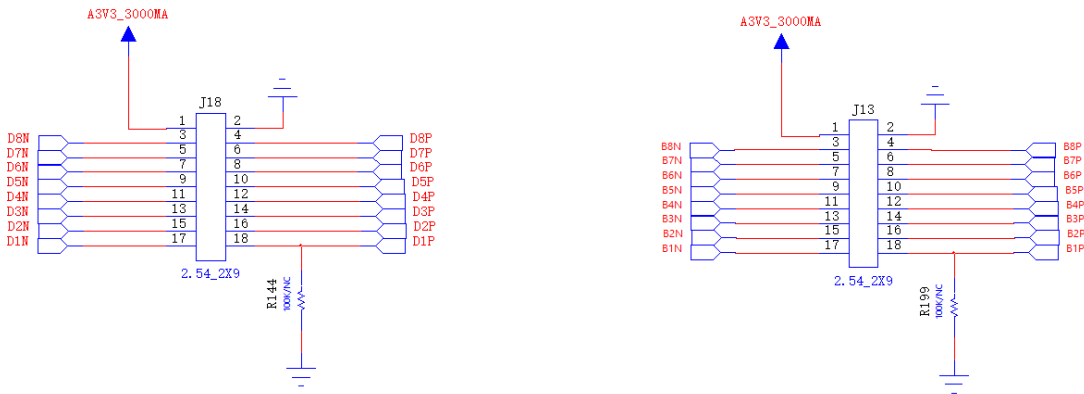 A3V3_3000MA
J18
1 2
D8N 3 4 D8P
D7N 5 6 D7P
D6N 7 8 D6P
D5N 9 10 D5P
D4N 11 12 D4P
D3N 13 14 D3P
D2N 15 16 D2P
D1N 17 18 D1P
2.54_2X9
R144
100K/NC
A3V3_3000MA
J13
1 2
B8N 3 4 B8P
B7N 5 6 B7P
B6N 7 8 B6P
B5N 9 10 B5P
B4N 11 12 B4P
B3N 13 14 B3P
B2N 15 16 B2P
B1N 17 18 B1P
2.54_2X9
R199
100K/NC